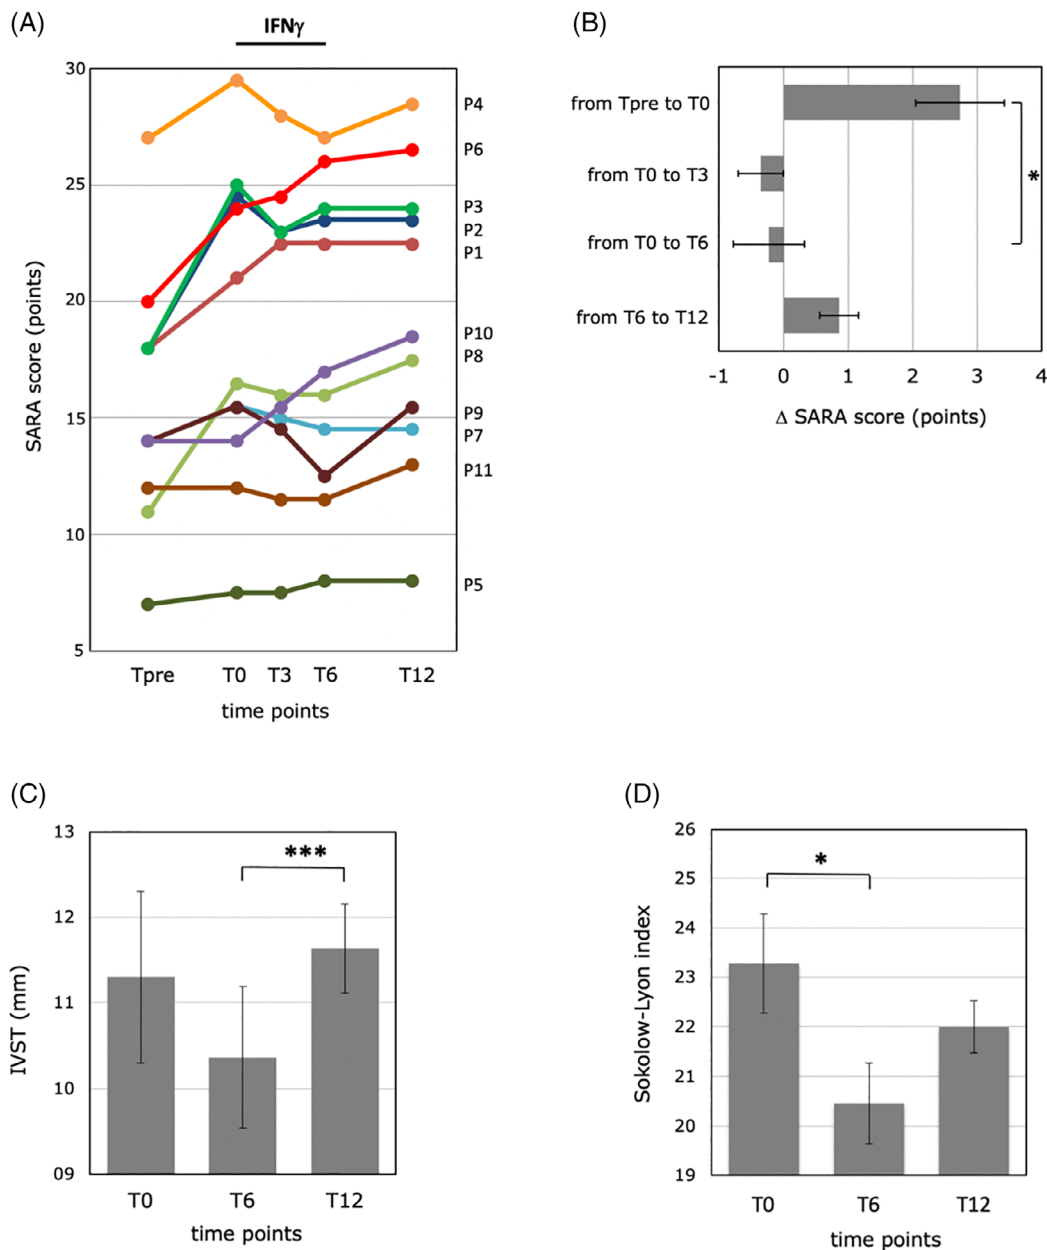 (A)
IFNγ
SARA score (points)
30
25
20
15
10
5
P4
P6
P3
P2
P1
P10
P8
P9
P7
P11
P5
Tpre T0 T3 T6 T12
time points
(B)
from Tpre to T0
from T0 to T3
from T0 to T6
from T6 to T12
*
-1 0 1 2 3 4
Δ SARA score (points)
(C)
IVST (mm)
13
12
11
10
09
***
T0 T6 T12
time points
(D)
Sokolow-Lyon index
26
25
24
23
22
21
20
19
*
T0 T6 T12
time points